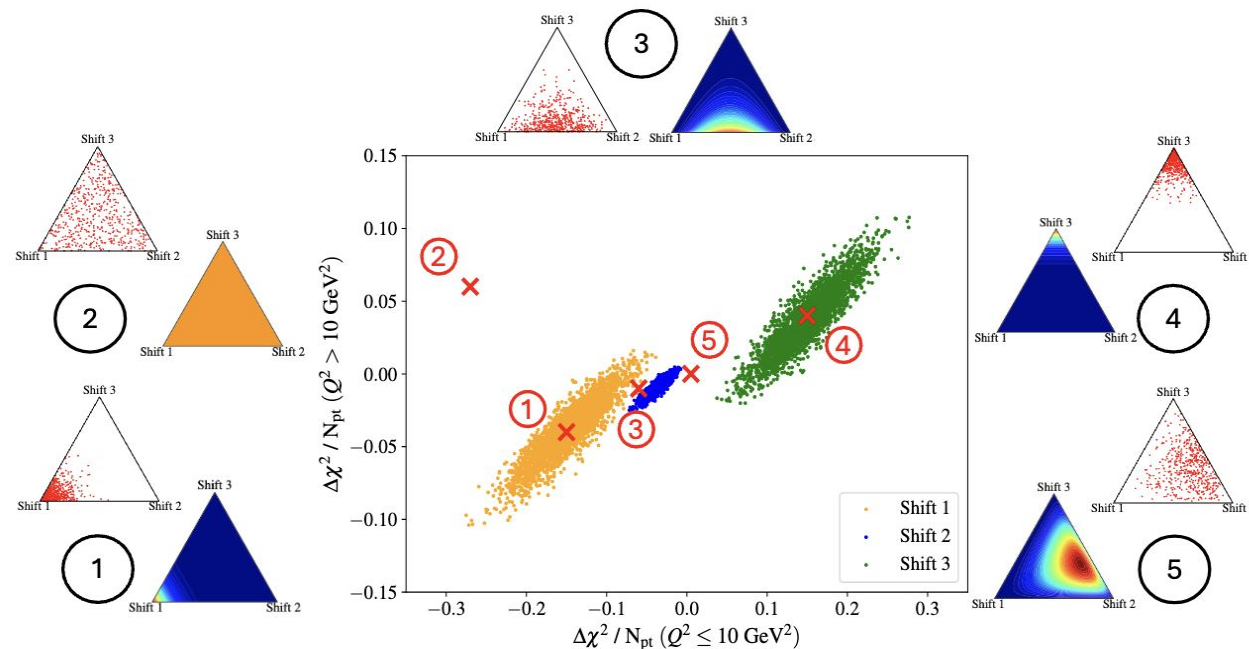 Shift 3
Shift 1
Shift 2
3
Shift 3
Shift 1
Shift 2
Shift 3
Shift 1
Shift 2
2
Shift 3
Shift 1
Shift 2
Shift 3
Shift 1
Shift 2
1
Shift 3
Shift 1
Shift 2
Δχ² / Npt (Q² > 10 GeV²)
0.15
0.10
0.05
0.00
−0.05
−0.10
−0.15
2
5
4
1
3
Shift 1
Shift 2
Shift 3
−0.3
−0.2
−0.1
0.0
0.1
0.2
0.3
Δχ² / Npt (Q² ≤ 10 GeV²)
Shift 3
Shift 1
Shift
Shift 3
Shift 1
Shift 2
4
Shift 3
Shift 1
Shift
Shift 3
Shift 1
Shift 2
5